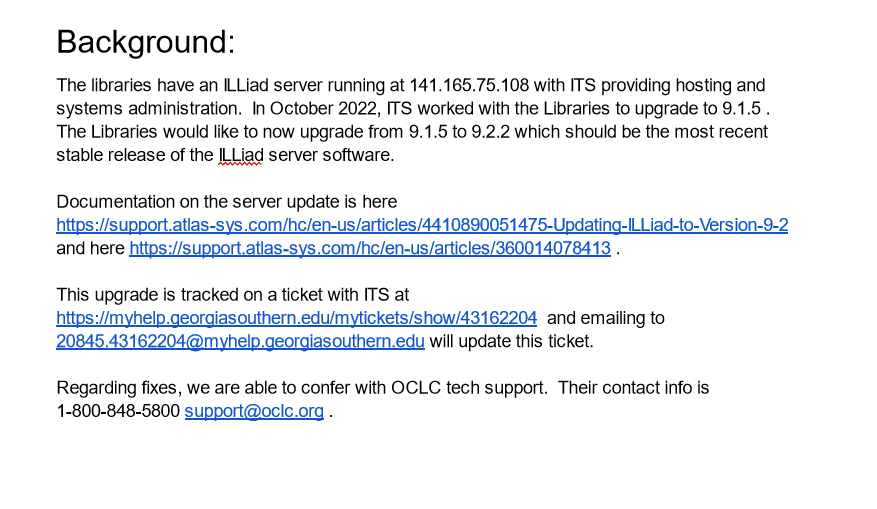 Background:
The libraries have an ILLiad server running at 141.165.75.108 with ITS providing hosting and
systems administration.  In October 2022, ITS worked with the Libraries to upgrade to 9.1.5 .
The Libraries would like to now upgrade from 9.1.5 to 9.2.2 which should be the most recent
stable release of the ILLiad server software.
Documentation on the server update is here
https://support.atlas-sys.com/hc/en-us/articles/4410890051475-Updating-ILLiad-to-Version-9-2
and here https://support.atlas-sys.com/hc/en-us/articles/360014078413 .
This upgrade is tracked on a ticket with ITS at
https://myhelp.georgiasouthern.edu/mytickets/show/43162204  and emailing to
20845.43162204@myhelp.georgiasouthern.edu will update this ticket.
Regarding fixes, we are able to confer with OCLC tech support.  Their contact info is
1-800-848-5800 support@oclc.org .